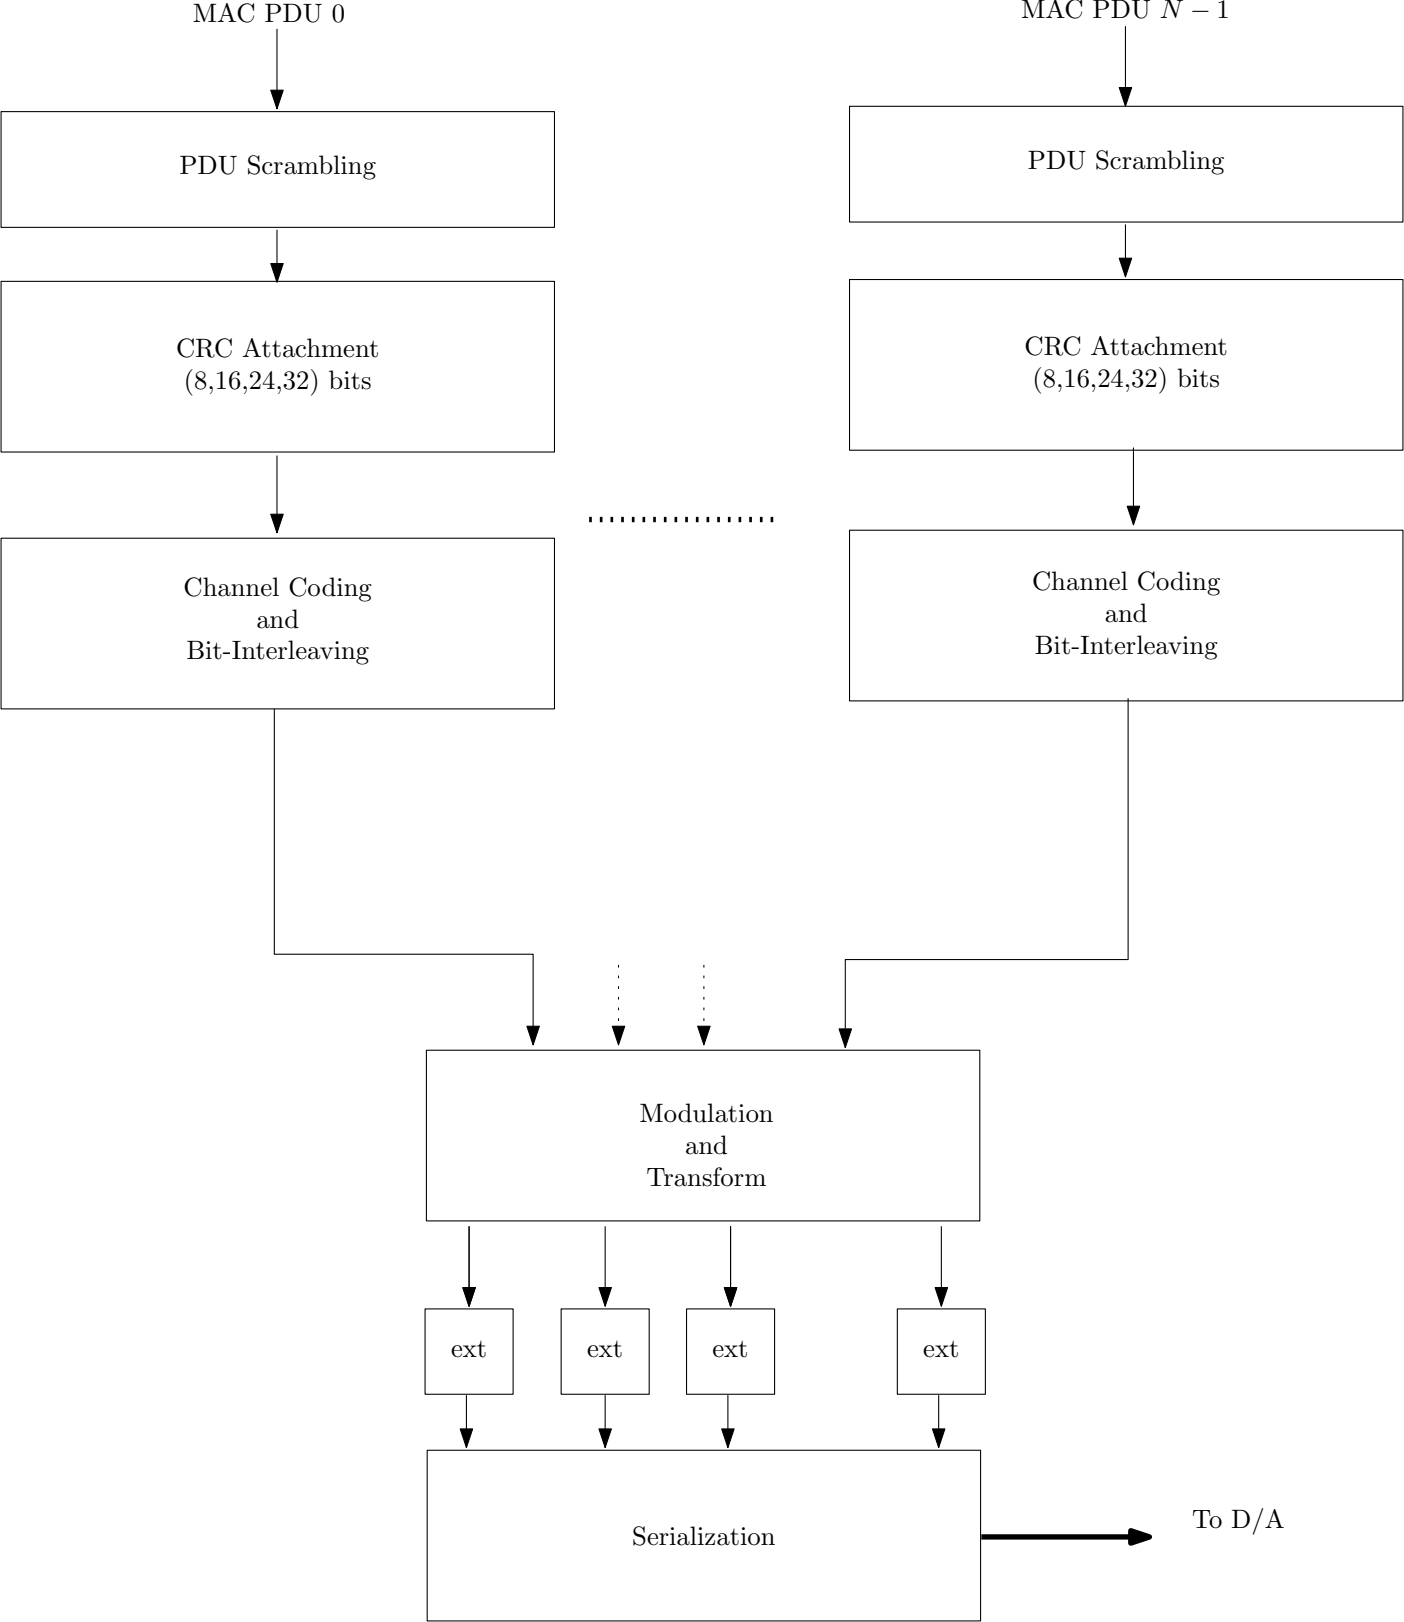 MAC PDU 0
MAC PDU N − 1
PDU Scrambling
PDU Scrambling
CRC Attachment
(8,16,24,32) bits
CRC Attachment
(8,16,24,32) bits
Channel Coding
and
Bit-Interleaving
Channel Coding
and
Bit-Interleaving
Modulation
and
Transform
ext
ext
ext
ext
Serialization
To D/A